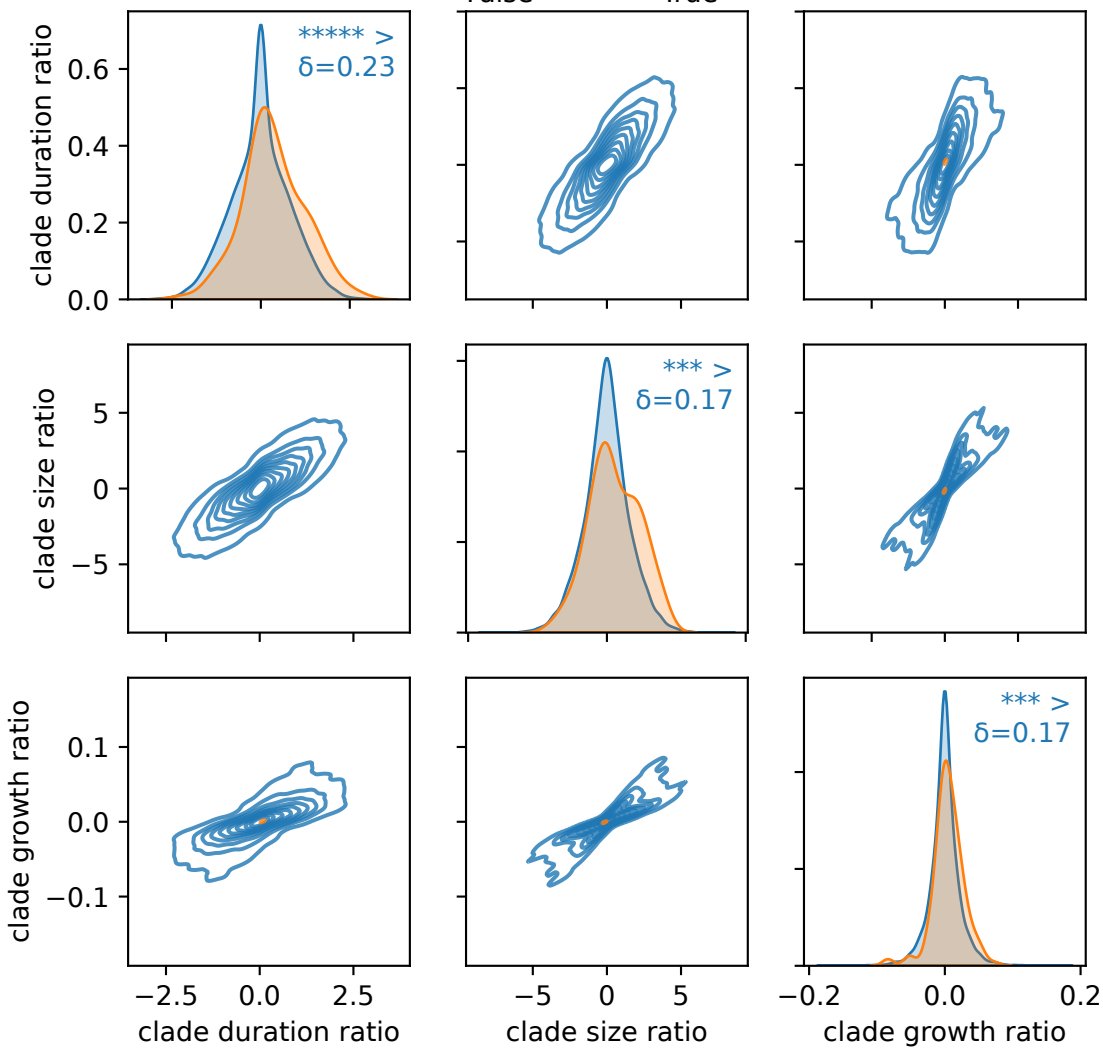 clade duration ratio
0.6
0.4
0.2
0.0
***** >
δ=0.23
clade size ratio
5
0
−5
*** >
δ=0.17
clade growth ratio
0.1
0.0
−0.1
*** >
δ=0.17
−2.5 0.0 2.5
clade duration ratio
−5 0 5
clade size ratio
−0.2 0.0 0.2
clade growth ratio